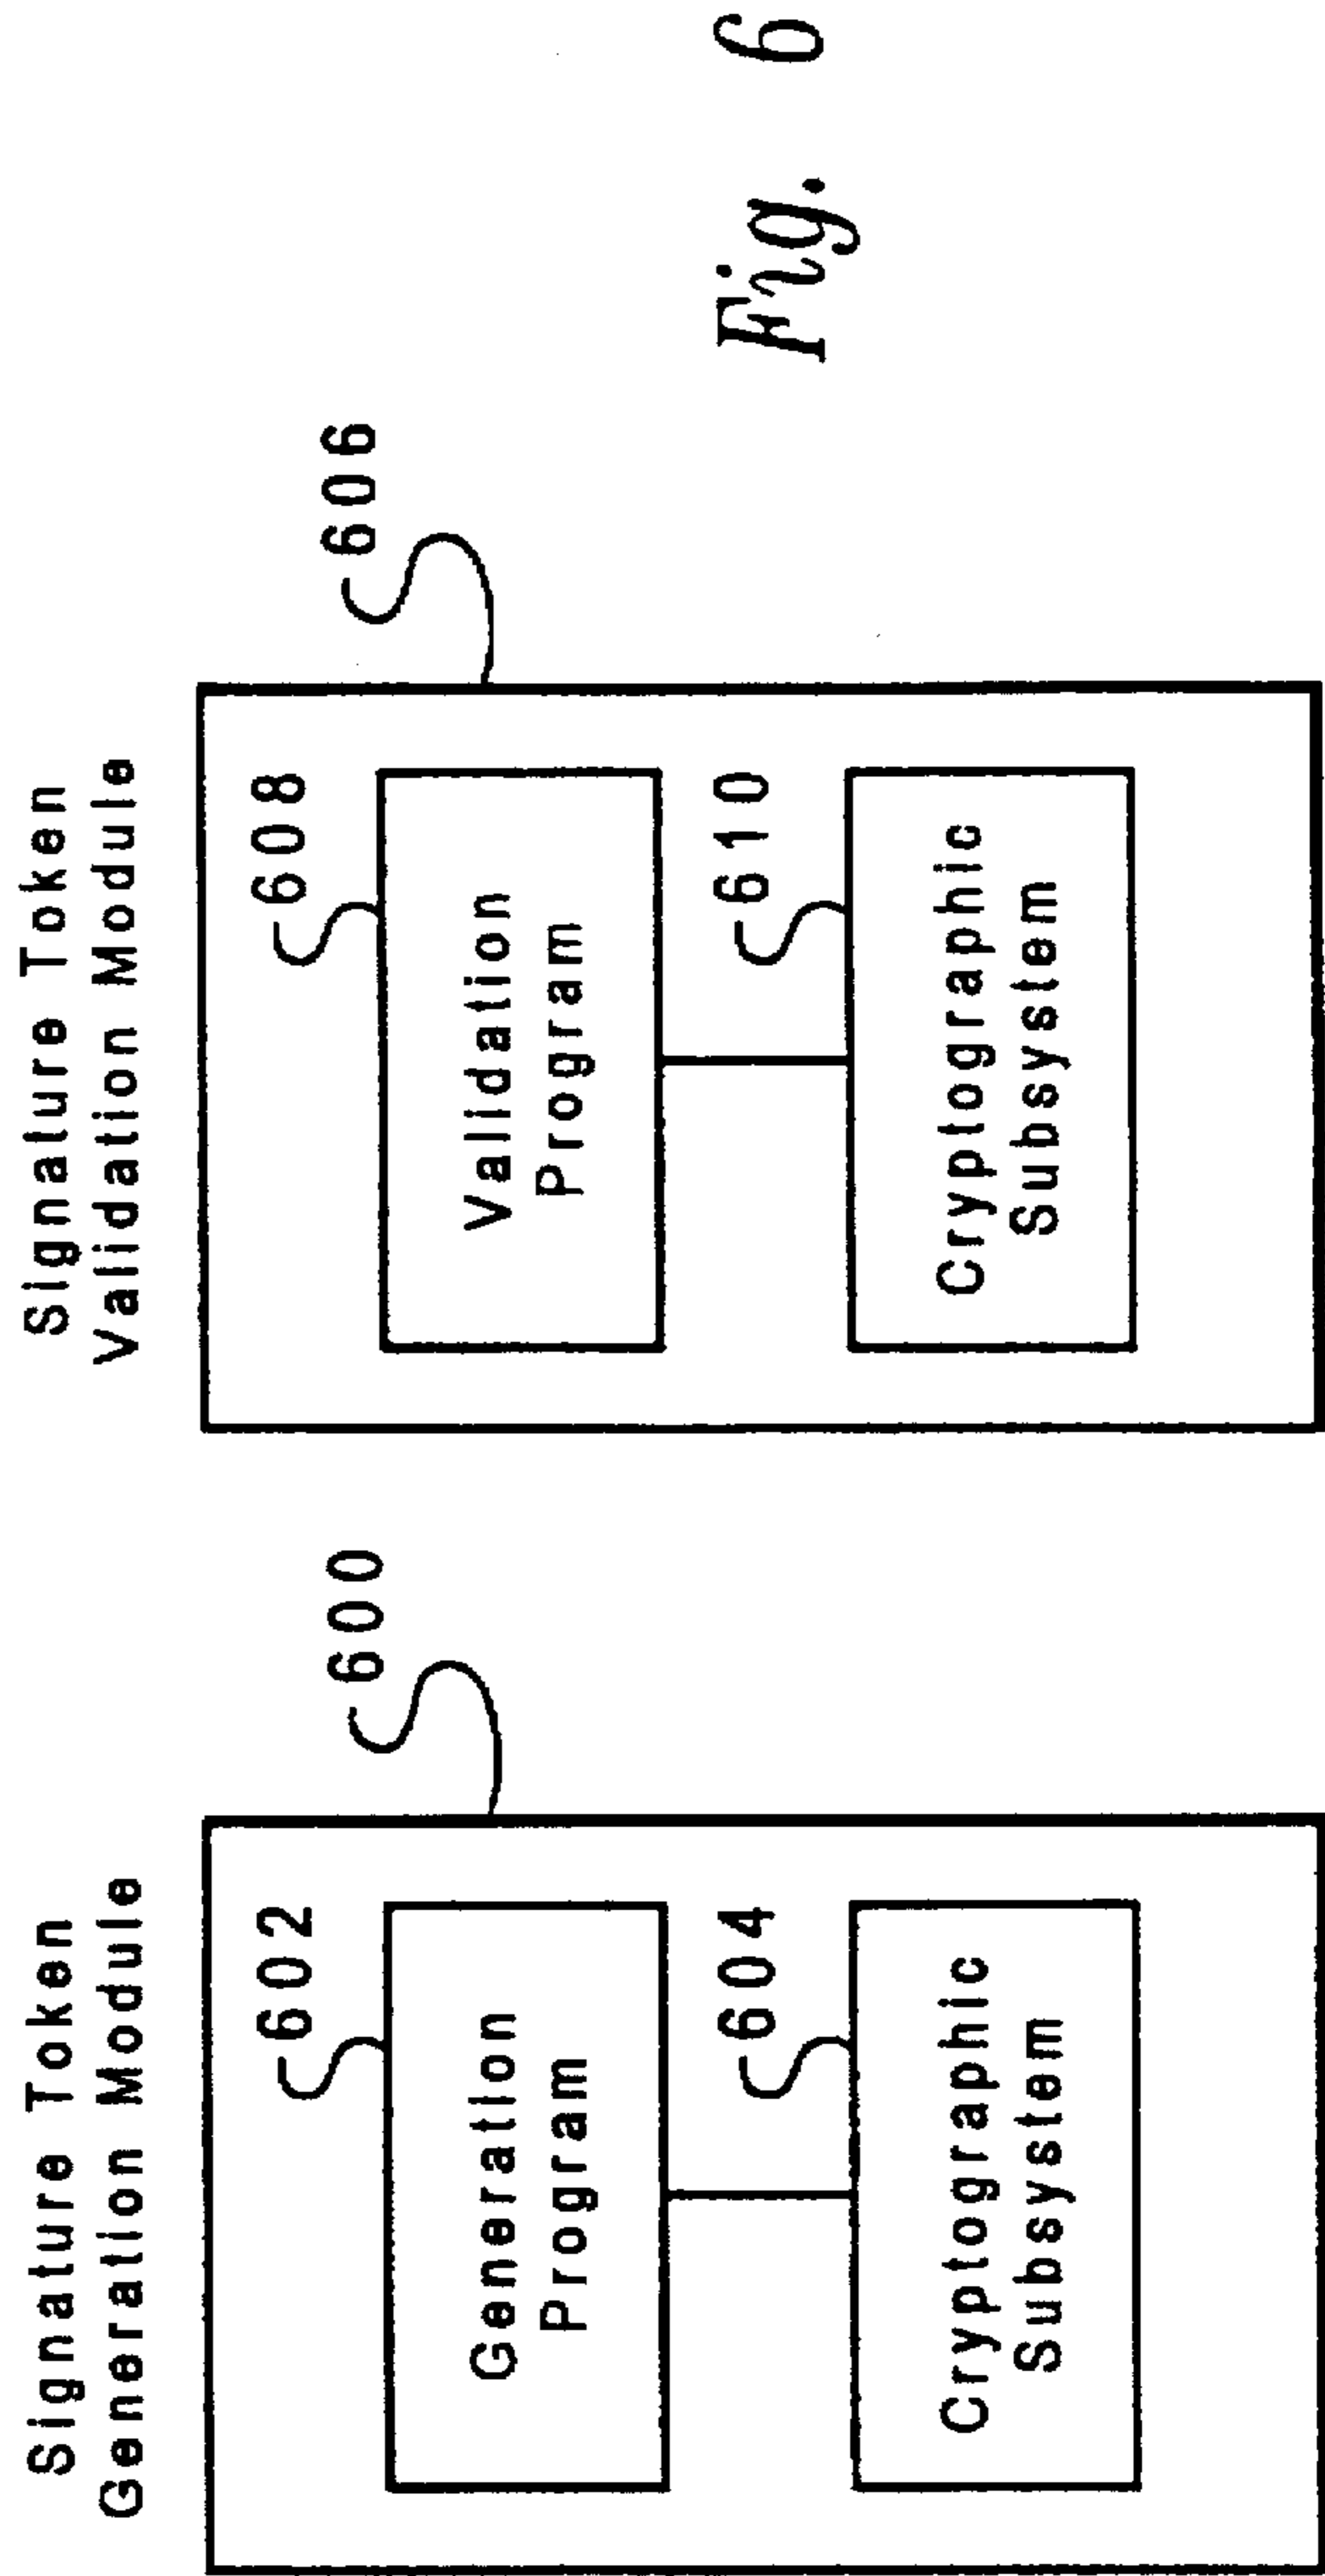 Signature Token
Generation Module
600
602
Generation
Program
604
Cryptographic
Subsystem
Signature Token
Validation Module
606
608
Validation
Program
610
Cryptographic
Subsystem
Fig. 6